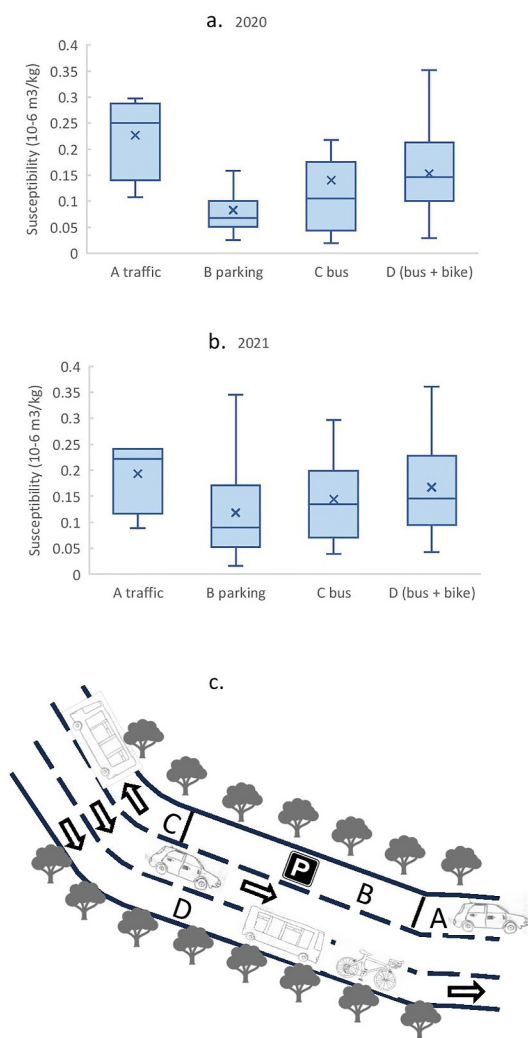 a. 2020
Susceptibility (10-6 m3/kg)
0.4
0.35
0.3
0.25
0.2
0.15
0.1
0.05
0
A traffic B parking C bus D (bus + bike)
b. 2021
Susceptibility (10-6 m3/kg)
0.4
0.35
0.3
0.25
0.2
0.15
0.1
0.05
0
A traffic B parking C bus D (bus + bike)
c.
C
P
B
A
D